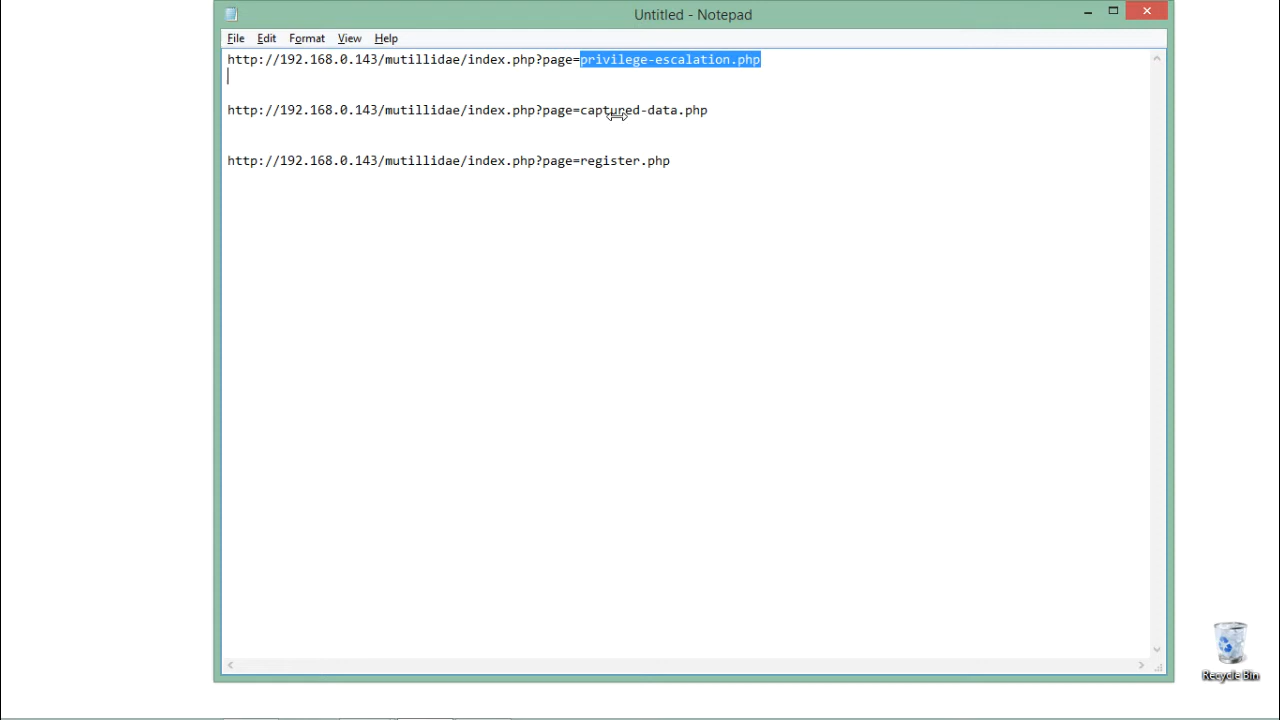 Untitled - Notepad
File Edit Format View Help
http://192.168.0.143/mutillidae/index.php?page=privilege-escalation.php
http://192.168.0.143/mutillidae/index.php?page=captured-data.php
http://192.168.0.143/mutillidae/index.php?page=register.php
Recycle Bin